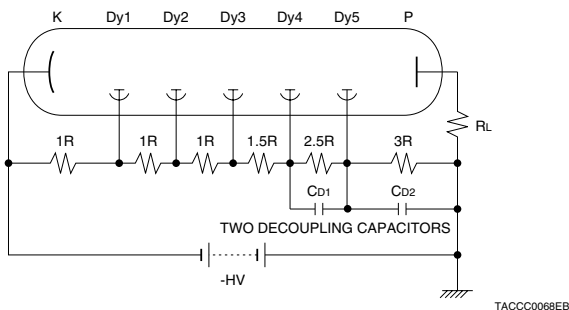 K Dy1 Dy2 Dy3 Dy4 Dy5 P
RL
1R 1R 1R 1.5R 2.5R 3R
CD1 CD2
TWO DECOUPLING CAPACITORS
-HV
TACCC0068EB